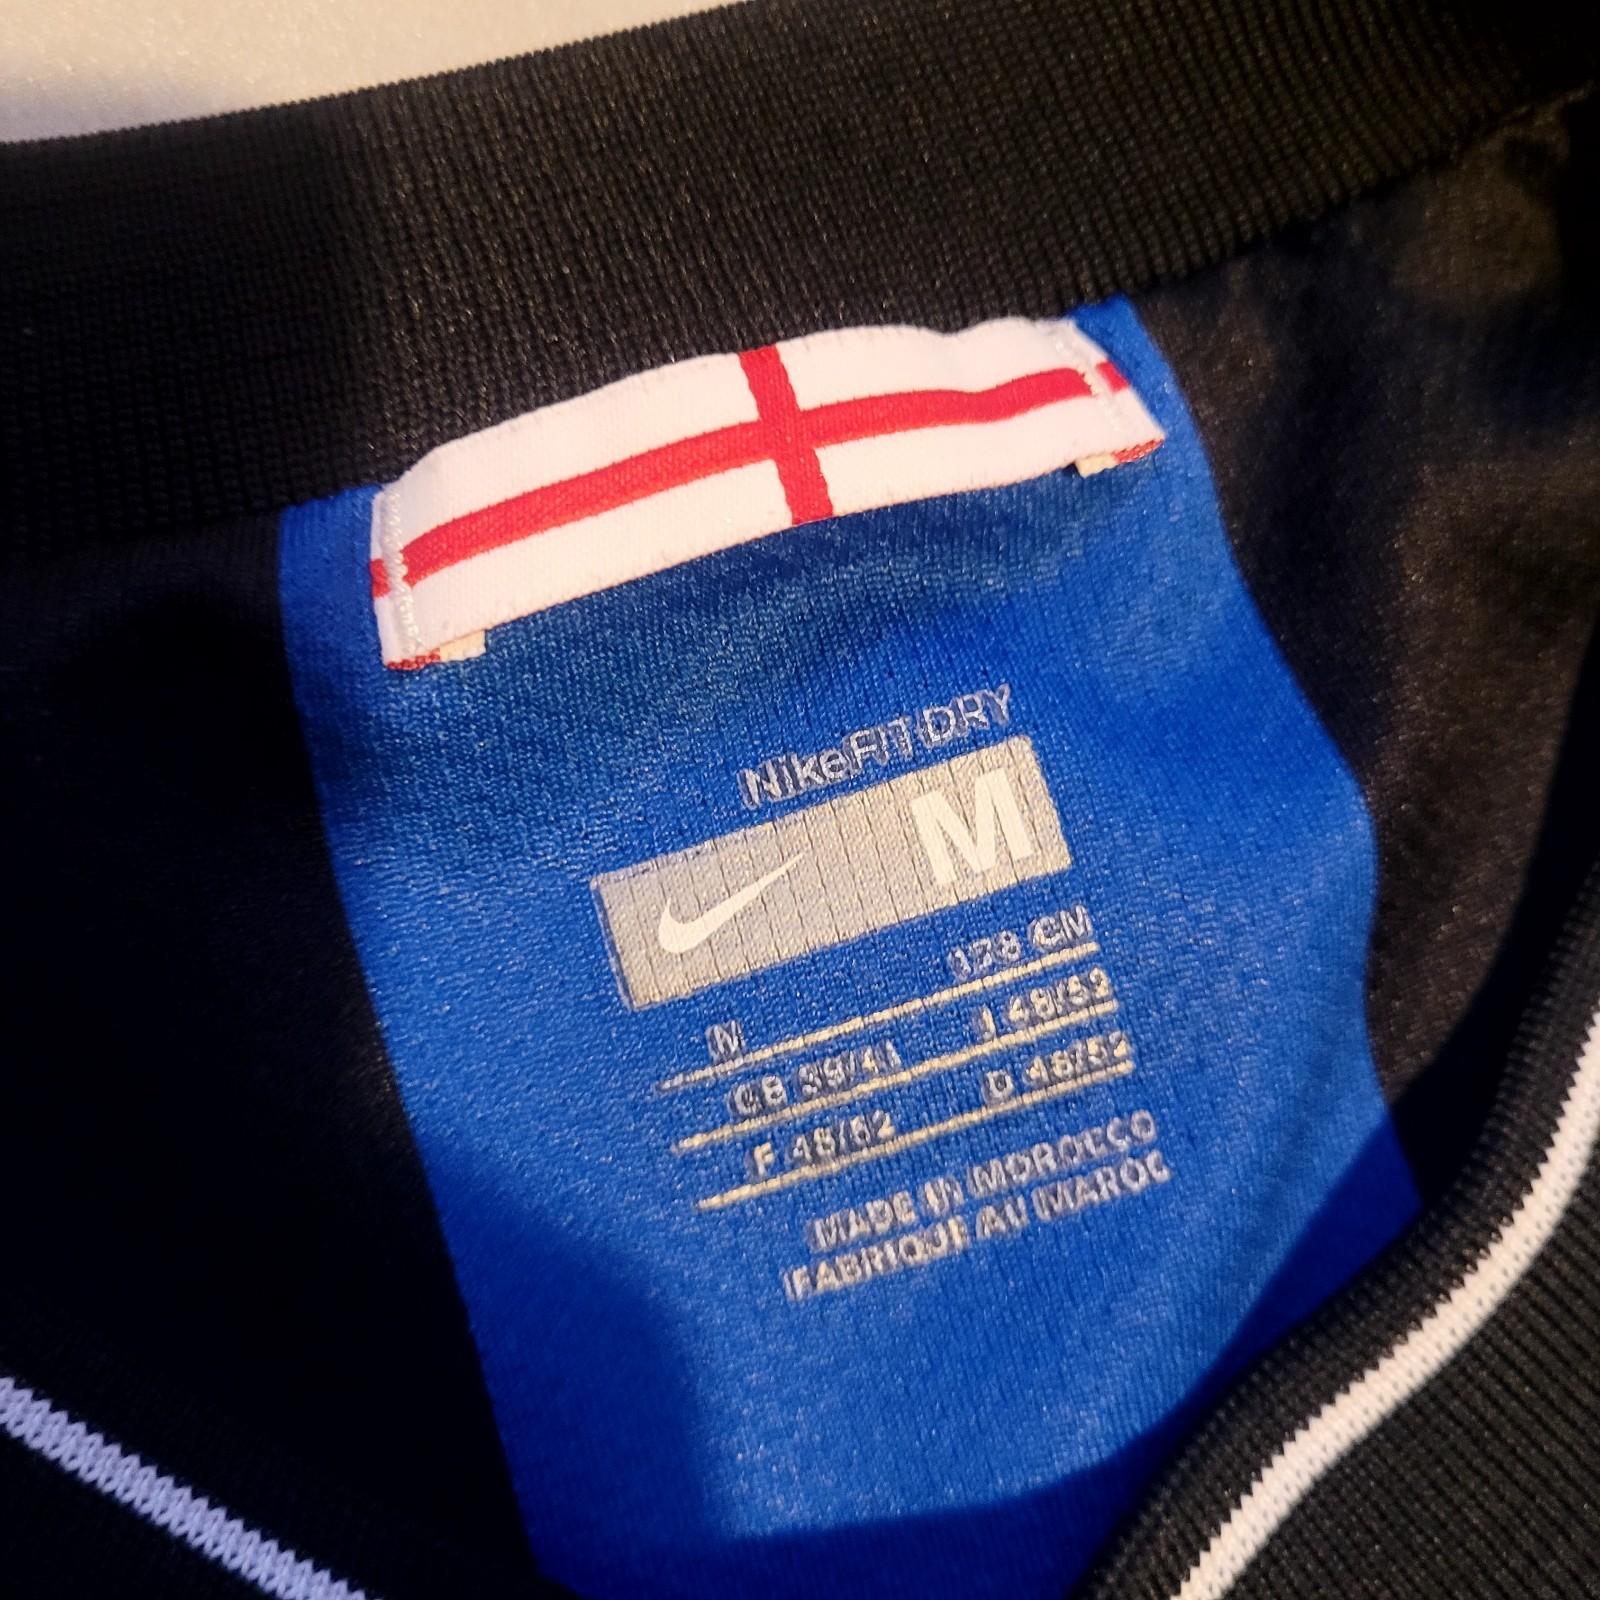 NikeFIT DRY
M
M 178 CM
GB 39/41 J 48/52
F 48/52 D 48/52
MADE IN MOROCCO
FABRIQUE AU MAROC